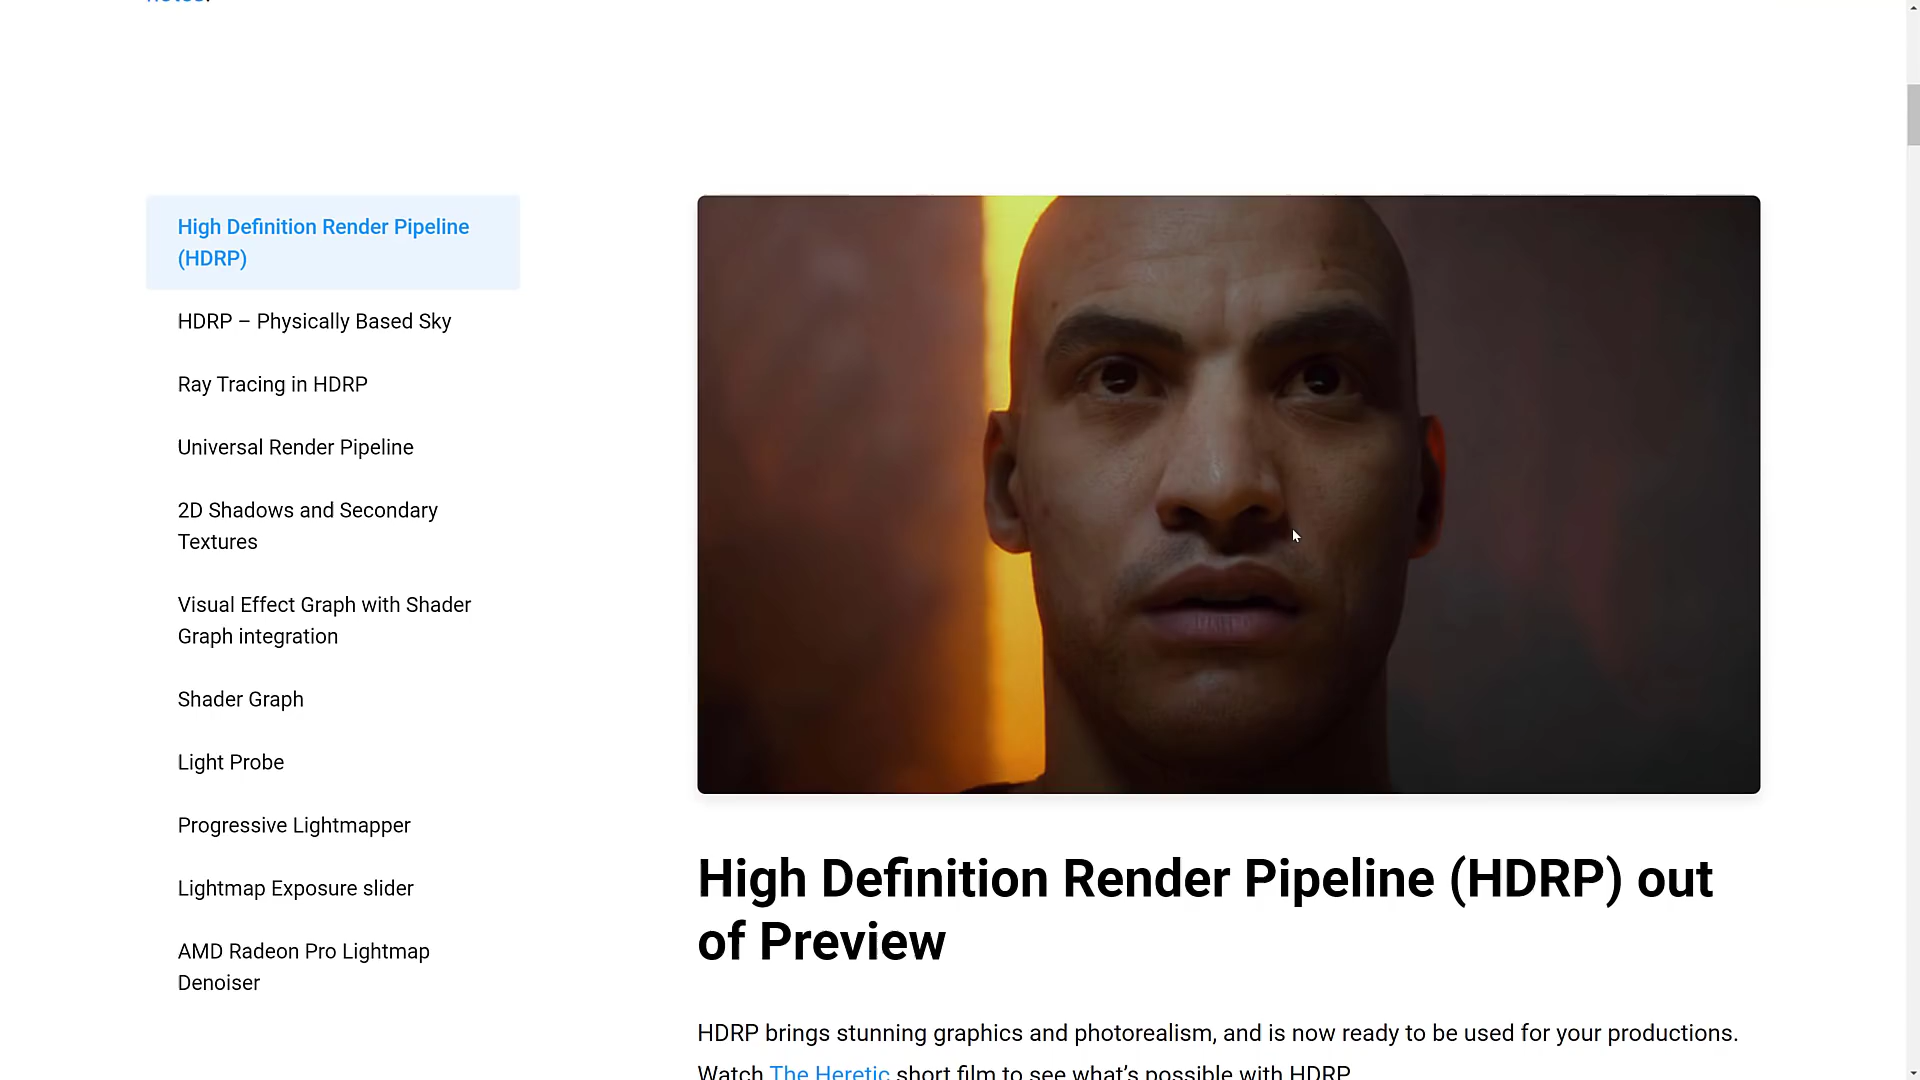 notes.
High Definition Render Pipeline
(HDRP)
HDRP – Physically Based Sky
Ray Tracing in HDRP
Universal Render Pipeline
2D Shadows and Secondary
Textures
Visual Effect Graph with Shader
Graph integration
Shader Graph
Light Probe
Progressive Lightmapper
Lightmap Exposure slider
AMD Radeon Pro Lightmap
Denoiser
High Definition Render Pipeline (HDRP) out
of Preview
HDRP brings stunning graphics and photorealism, and is now ready to be used for your productions.
Watch The Heretic short film to see what’s possible with HDRP.